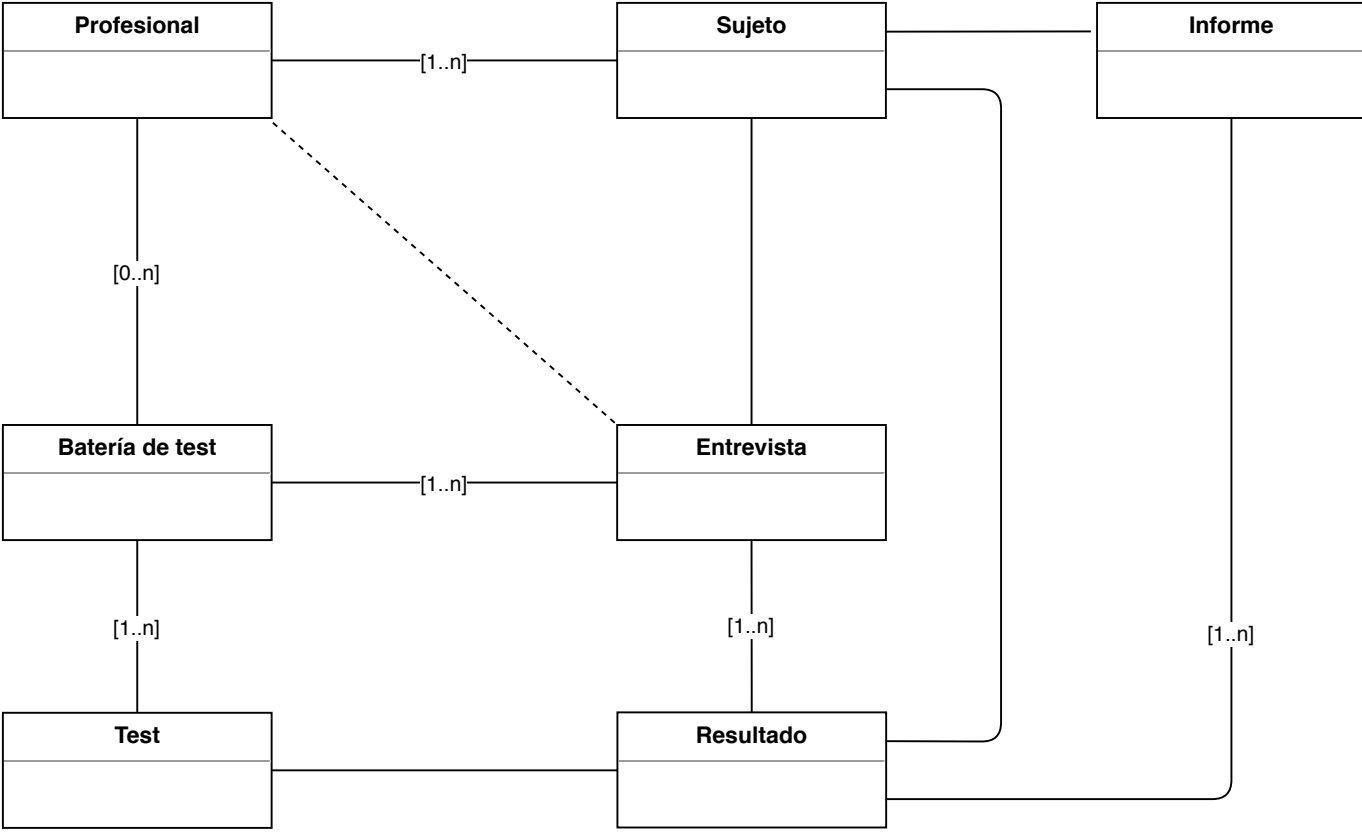 Profesional
Sujeto
Informe
[1..n]
[0..n]
Batería de test
Entrevista
[1..n]
[1..n]
[1..n]
[1..n]
Test
Resultado